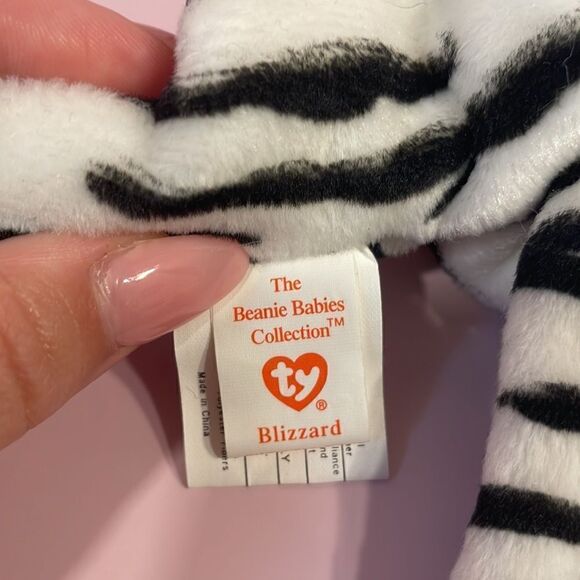 The
Beanie Babies
Collection™
ty®
Blizzard
Made in China